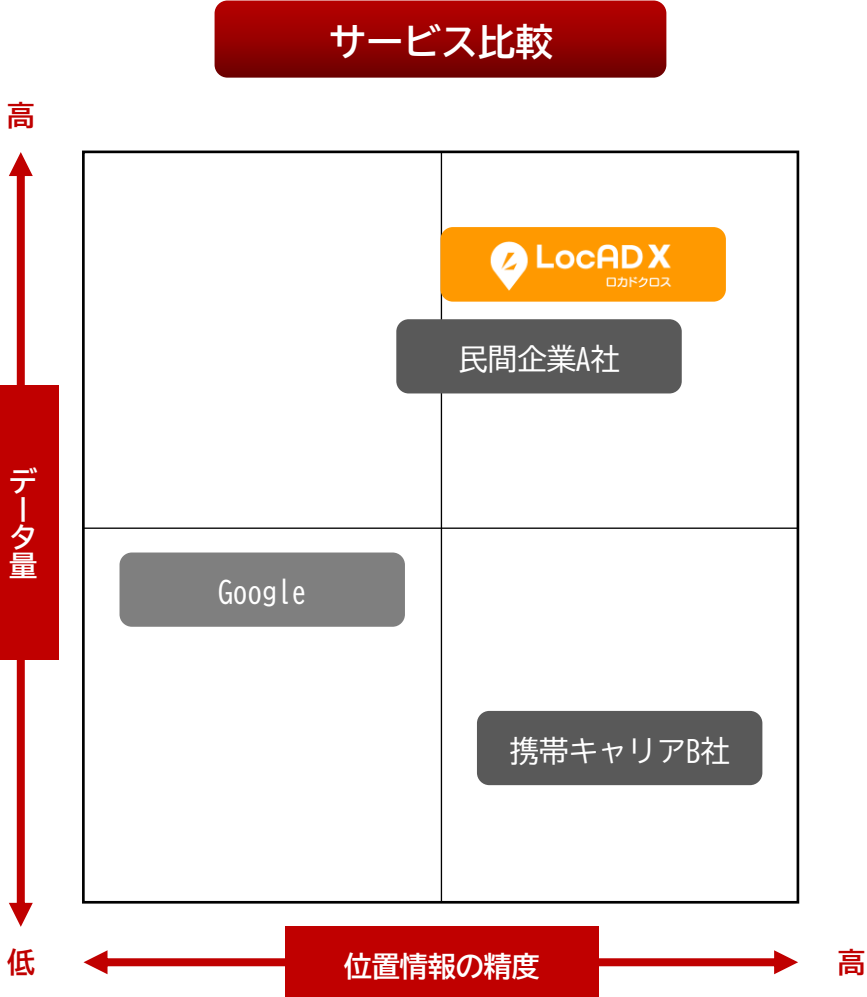 サービス比較
高
LocAD X
ロカドクロス
民間企業A社
データ量
Google
携帯キャリアB社
低
位置情報の精度
高